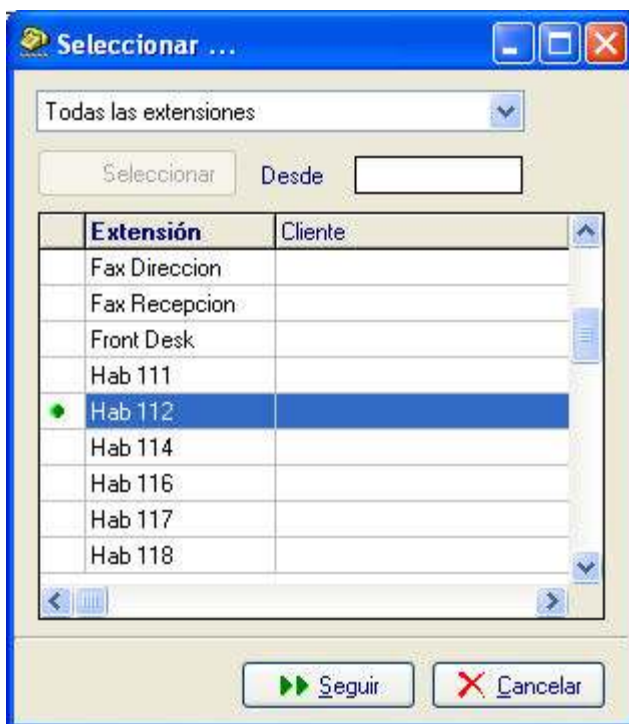 Seleccionar ...
Todas las extensiones
Seleccionar Desde
Extensión Cliente
Fax Direccion
Fax Recepcion
Front Desk
Hab 111
Hab 112
Hab 114
Hab 116
Hab 117
Hab 118
Seguir Cancelar